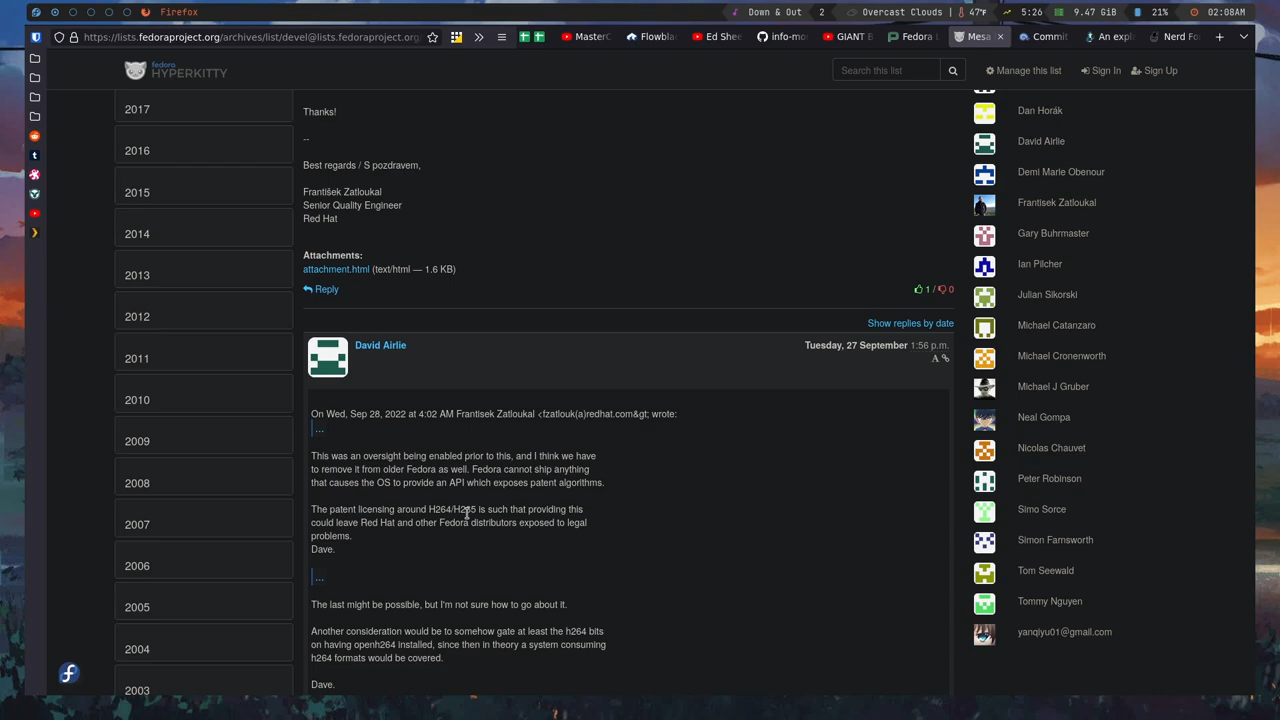 Firefox
Down & Out
2
Overcast Clouds
47°F
5:26
9.47 GiB
21%
02:08AM
https://lists.fedoraproject.org/archives/list/devel@lists.fedoraproject.org
MasterC
Flowbla
Ed Shee
info-mo
GIANT B
Fedora L
Mesa
Commit
An expl
Nerd Fo
fedora
HYPERKITTY
Search this list
Manage this list
Sign In
Sign Up
2017
2016
2015
2014
2013
2012
2011
2010
2009
2008
2007
2006
2005
2004
2003
Thanks!
--
Best regards / S pozdravem,
František Zatloukal
Senior Quality Engineer
Red Hat
Attachments:
attachment.html (text/html — 1.6 KB)
Reply
1 / 0
Show replies by date
David Airlie
Tuesday, 27 September 1:56 p.m.
A
On Wed, Sep 28, 2022 at 4:02 AM Frantisek Zatloukal <fzatlouk(a)redhat.com&gt; wrote:
...
This was an oversight being enabled prior to this, and I think we have
to remove it from older Fedora as well. Fedora cannot ship anything
that causes the OS to provide an API which exposes patent algorithms.
The patent licensing around H264/H265 is such that providing this
could leave Red Hat and other Fedora distributors exposed to legal
problems.
Dave.
...
The last might be possible, but I'm not sure how to go about it.
Another consideration would be to somehow gate at least the h264 bits
on having openh264 installed, since then in theory a system consuming
h264 formats would be covered.
Dave.
Dan Horák
David Airlie
Demi Marie Obenour
Frantisek Zatloukal
Gary Buhrmaster
Ian Pilcher
Julian Sikorski
Michael Catanzaro
Michael Cronenworth
Michael J Gruber
Neal Gompa
Nicolas Chauvet
Peter Robinson
Simo Sorce
Simon Farnsworth
Tom Seewald
Tommy Nguyen
yanqiyu01@gmail.com